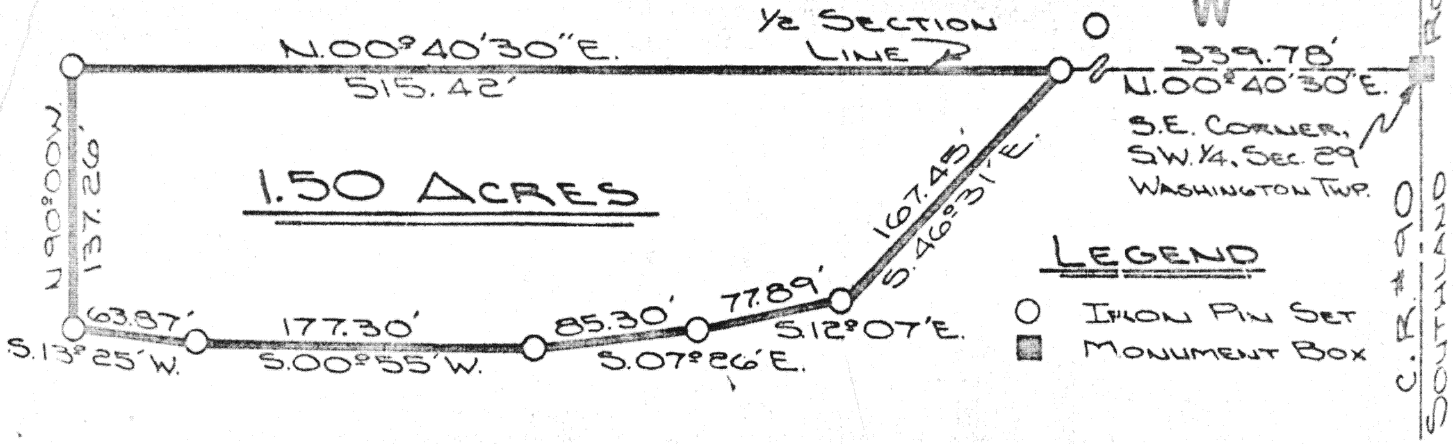 W
1/2 SECTION
LINE
N.00°40'30"E.
515.42'
339.78'
N.00°40'30"E.
S.E. CORNER,
S.W. 1/4, SEC. 29
WASHINGTON TWP.
N 90°00'W.
137.26'
1.50 ACRES
167.45'
S.46°31'E.
63.87'
S.13°25'W.
177.30'
S.00°55'W.
85.30'
S.07°26'E.
77.89'
S.12°07'E.
LEGEND
IRON PIN SET
MONUMENT BOX
C.R. #90
SOUTHLAND